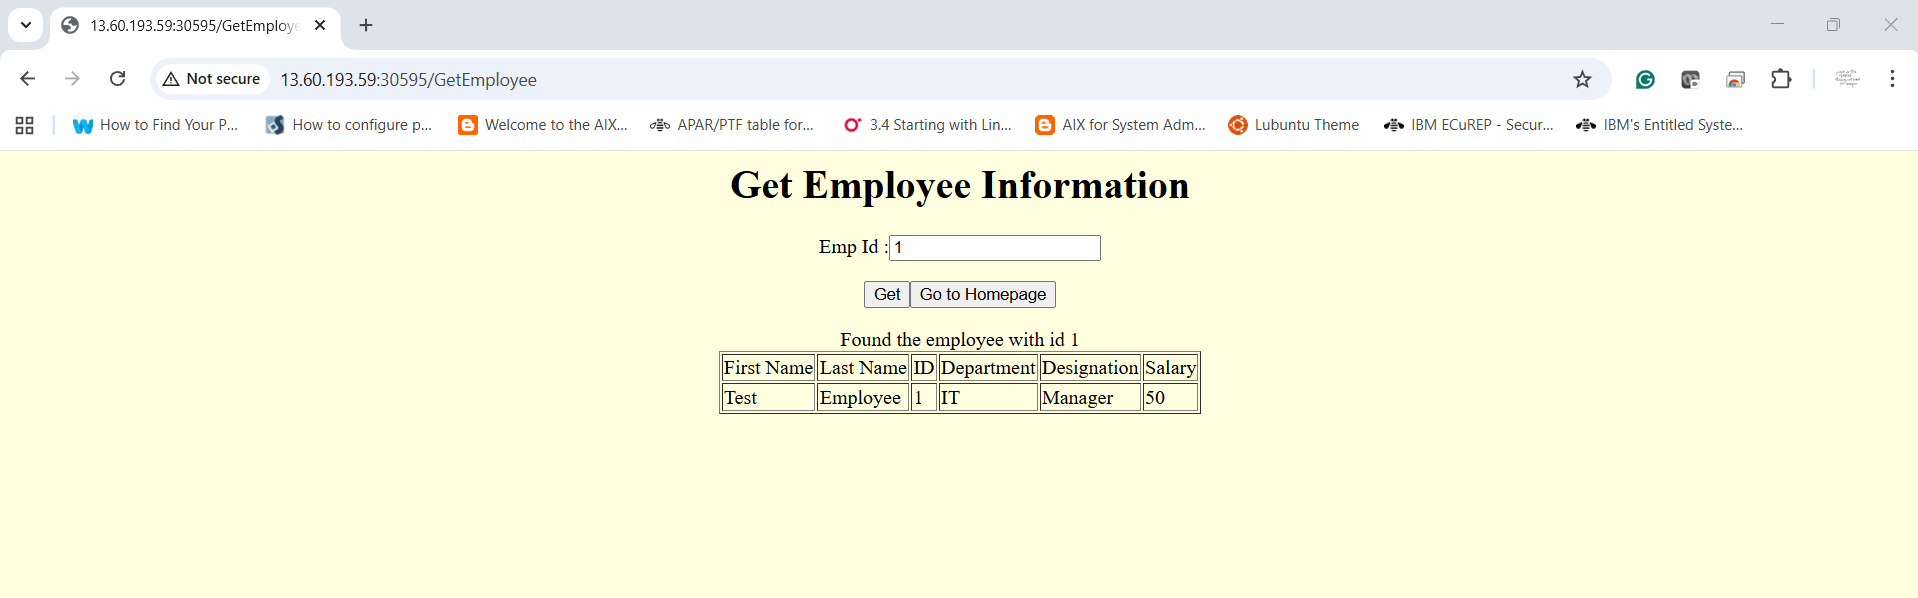 13.60.193.59:30595/GetEmploye
Not secure 13.60.193.59:30595/GetEmployee
How to Find Your P... How to configure p... Welcome to the AIX... APAR/PTF table for... 3.4 Starting with Lin... AIX for System Adm... Lubuntu Theme IBM ECuREP - Secur... IBM's Entitled Syste...
Get Employee Information
Emp Id : 1
Get Go to Homepage
Found the employee with id 1
First Name Last Name ID Department Designation Salary
Test Employee 1 IT Manager 50